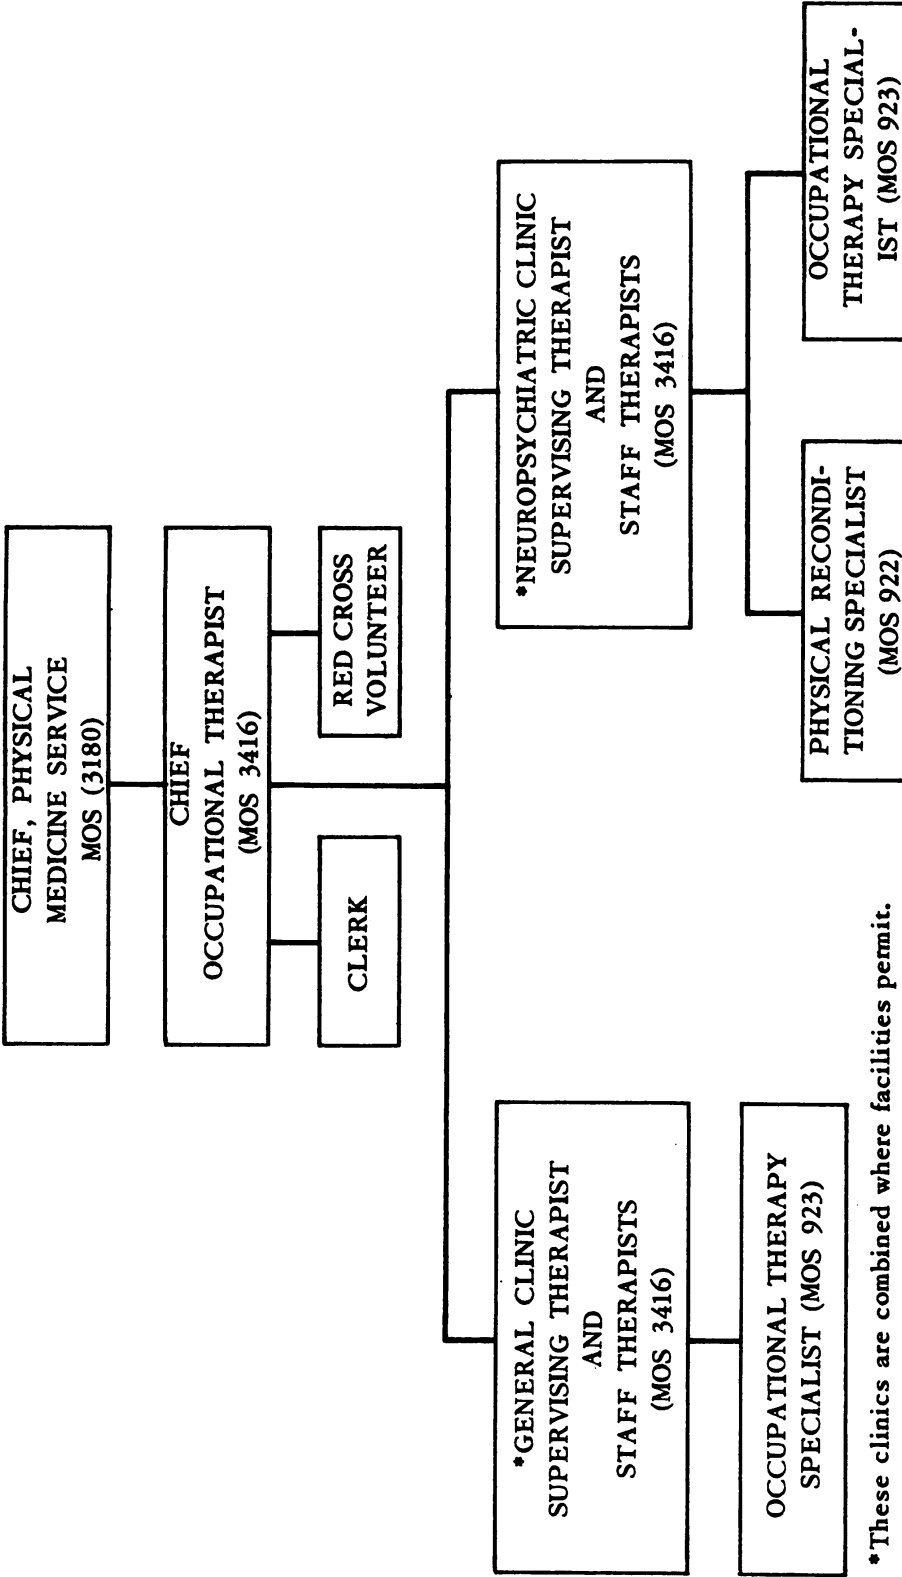 CHIEF, PHYSICAL
MEDICINE SERVICE
MOS (3180)
CHIEF
OCCUPATIONAL THERAPIST
(MOS 3416)
CLERK
RED CROSS
VOLUNTEER
*GENERAL CLINIC
SUPERVISING THERAPIST
AND
STAFF THERAPISTS
(MOS 3416)
*NEUROPSYCHIATRIC CLINIC
SUPERVISING THERAPIST
AND
STAFF THERAPISTS
(MOS 3416)
OCCUPATIONAL THERAPY
SPECIALIST (MOS 923)
PHYSICAL RECONDI-
TIONING SPECIALIST
(MOS 922)
OCCUPATIONAL
THERAPY SPECIAL-
IST (MOS 923)
*These clinics are combined where facilities permit.